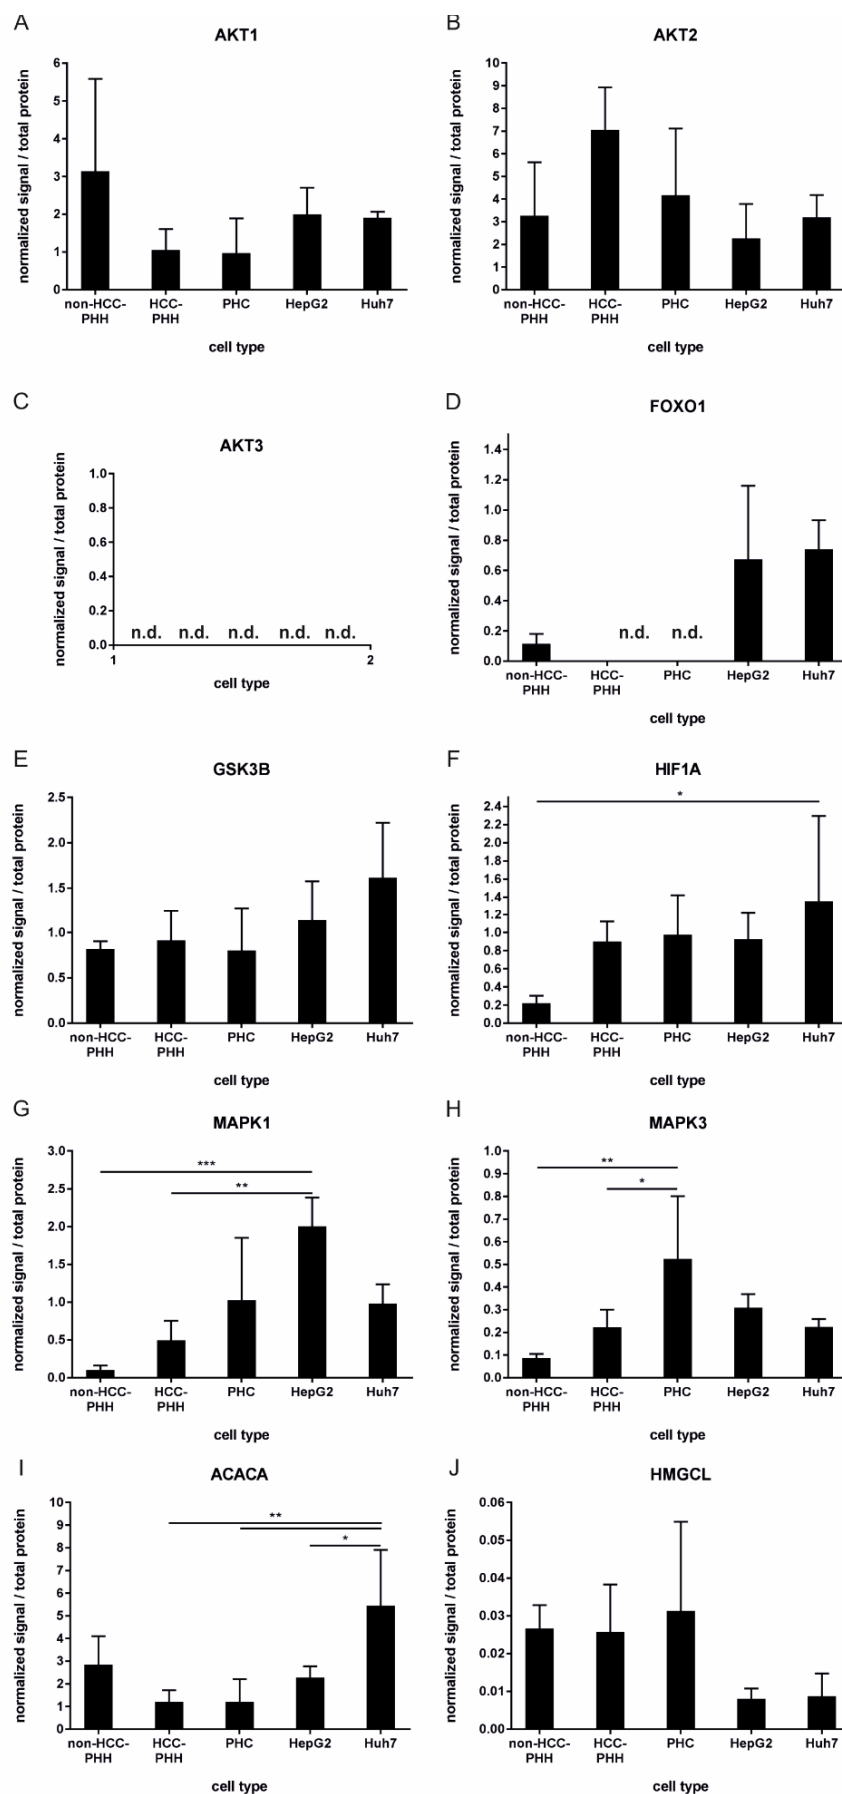 A
AKT1
normalized signal / total protein
6
5
4
3
2
1
0
non-HCC-PHH
HCC-PHH
PHC
HepG2
Huh7
cell type
B
AKT2
normalized signal / total protein
10
9
8
7
6
5
4
3
2
1
0
non-HCC-PHH
HCC-PHH
PHC
HepG2
Huh7
cell type
C
AKT3
normalized signal / total protein
1.0
0.8
0.6
0.4
0.2
0.0
n.d. n.d. n.d. n.d. n.d.
1 2
cell type
D
FOXO1
normalized signal / total protein
1.4
1.2
1.0
0.8
0.6
0.4
0.2
0.0
n.d. n.d.
non-HCC-PHH
HCC-PHH
PHC
HepG2
Huh7
cell type
E
GSK3B
normalized signal / total protein
2.5
2.0
1.5
1.0
0.5
0.0
non-HCC-PHH
HCC-PHH
PHC
HepG2
Huh7
cell type
F
HIF1A
normalized signal / total protein
2.4
2.2
2.0
1.8
1.6
1.4
1.2
1.0
0.8
0.6
0.4
0.2
0.0
*
non-HCC-PHH
HCC-PHH
PHC
HepG2
Huh7
cell type
G
MAPK1
normalized signal / total protein
3.0
2.5
2.0
1.5
1.0
0.5
0.0
***
**
non-HCC-PHH
HCC-PHH
PHC
HepG2
Huh7
cell type
H
MAPK3
normalized signal / total protein
1.0
0.9
0.8
0.7
0.6
0.5
0.4
0.3
0.2
0.1
0.0
**
*
non-HCC-PHH
HCC-PHH
PHC
HepG2
Huh7
cell type
I
ACACA
normalized signal / total protein
10
9
8
7
6
5
4
3
2
1
0
**
*
non-HCC-PHH
HCC-PHH
PHC
HepG2
Huh7
cell type
J
HMGCL
normalized signal / total protein
0.06
0.05
0.04
0.03
0.02
0.01
0.00
non-HCC-PHH
HCC-PHH
PHC
HepG2
Huh7
cell type